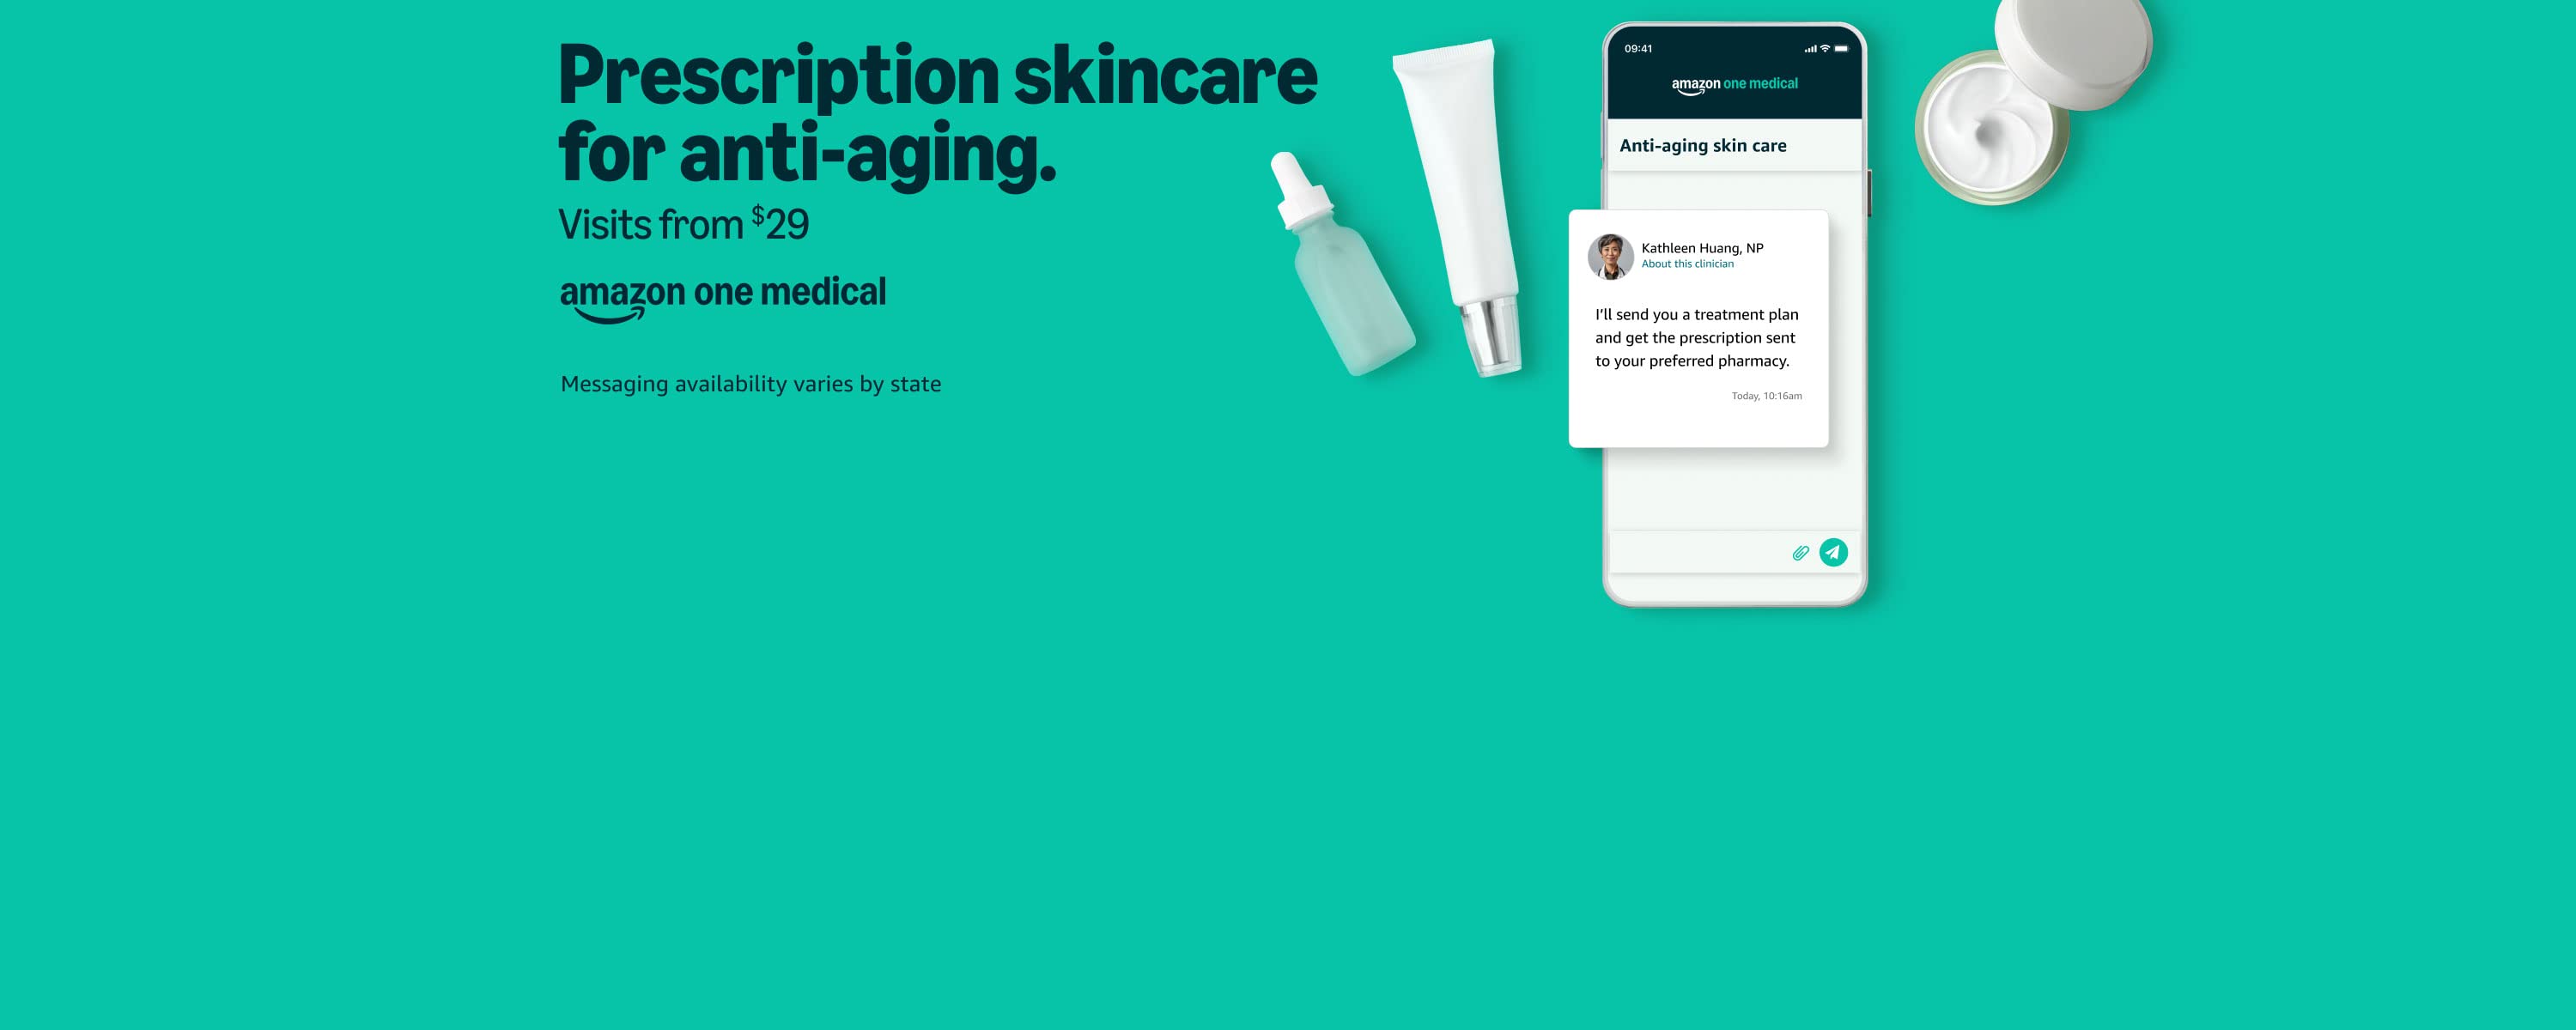 Prescription skincare
for anti-aging.
Visits from $29
amazon one medical
Messaging availability varies by state
09:41
amazon one medical
Anti-aging skin care
Kathleen Huang, NP
About this clinician
I’ll send you a treatment plan
and get the prescription sent
to your preferred pharmacy.
Today, 10:16am